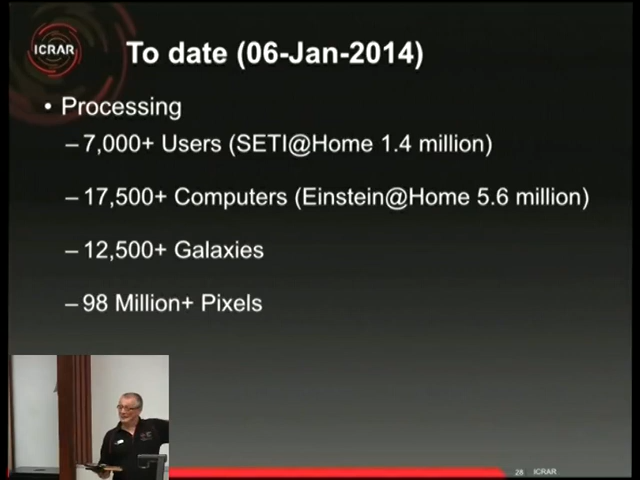 ICRAR
To date (06-Jan-2014)
• Processing
– 7,000+ Users (SETI@Home 1.4 million)
– 17,500+ Computers (Einstein@Home 5.6 million)
– 12,500+ Galaxies
– 98 Million+ Pixels
28 ICRAR